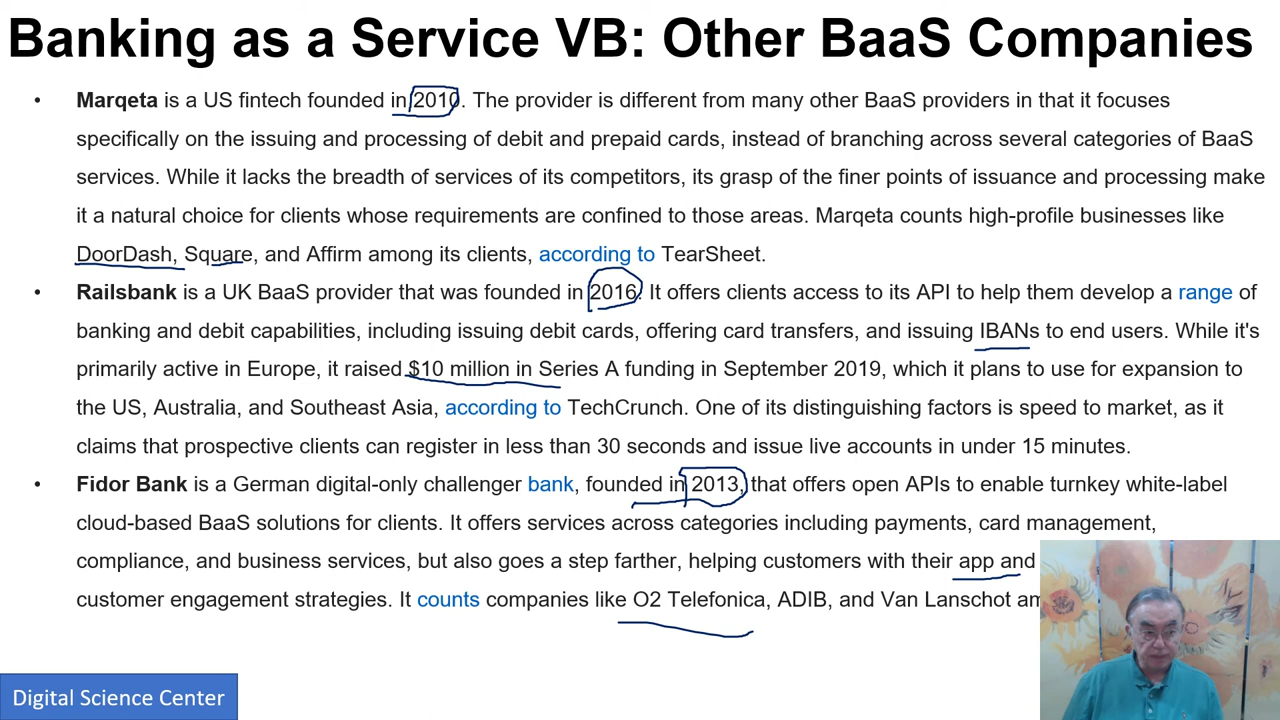 Banking as a Service VB: Other BaaS Companies
• Marqeta is a US fintech founded in 2010. The provider is different from many other BaaS providers in that it focuses
specifically on the issuing and processing of debit and prepaid cards, instead of branching across several categories of BaaS
services. While it lacks the breadth of services of its competitors, its grasp of the finer points of issuance and processing make
it a natural choice for clients whose requirements are confined to those areas. Marqeta counts high-profile businesses like
DoorDash, Square, and Affirm among its clients, according to TearSheet.
• Railsbank is a UK BaaS provider that was founded in 2016. It offers clients access to its API to help them develop a range of
banking and debit capabilities, including issuing debit cards, offering card transfers, and issuing IBANs to end users. While it's
primarily active in Europe, it raised $10 million in Series A funding in September 2019, which it plans to use for expansion to
the US, Australia, and Southeast Asia, according to TechCrunch. One of its distinguishing factors is speed to market, as it
claims that prospective clients can register in less than 30 seconds and issue live accounts in under 15 minutes.
• Fidor Bank is a German digital-only challenger bank, founded in 2013, that offers open APIs to enable turnkey white-label
cloud-based BaaS solutions for clients. It offers services across categories including payments, card management,
compliance, and business services, but also goes a step farther, helping customers with their app and
customer engagement strategies. It counts companies like O2 Telefonica, ADIB, and Van Lanschot
Digital Science Center